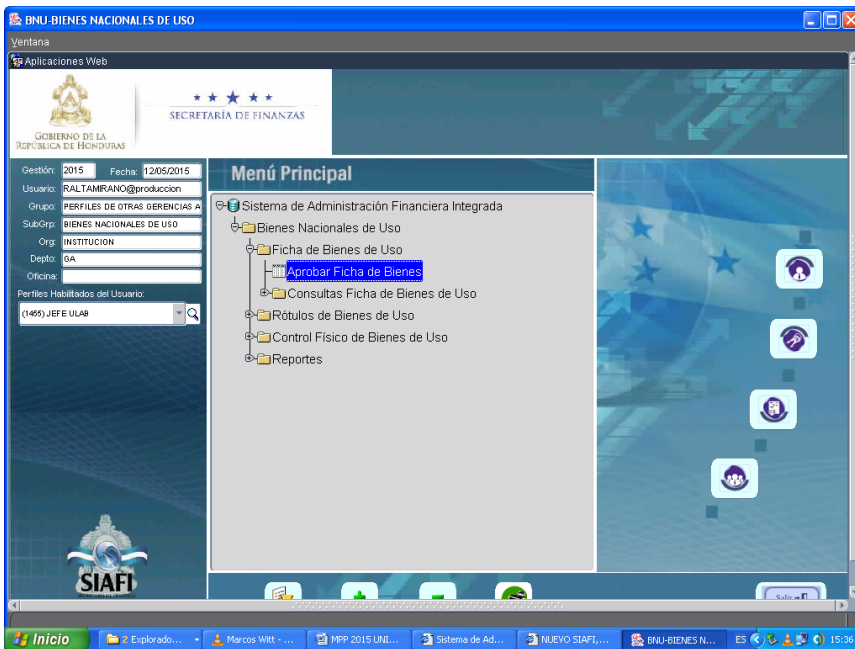 BNU-BIENES NACIONALES DE USO
Ventana
Aplicaciones Web
GOBIERNO DE LA
REPÚBLICA DE HONDURAS
SECRETARÍA DE FINANZAS
Gestión: 2015 Fecha: 12/05/2015
Usuario: RALTAMIRANO@produccion
Grupo: PERFILES DE OTRAS GERENCIAS A
SubGrp: BIENES NACIONALES DE USO
Org: INSTITUCION
Depto: GA
Oficina:
Perfiles Habilitados del Usuario:
(1465) JEFE ULAB
Menú Principal
Sistema de Administración Financiera Integrada
Bienes Nacionales de Uso
Ficha de Bienes de Uso
Aprobar Ficha de Bienes
Consultas Ficha de Bienes de Uso
Rótulos de Bienes de Uso
Control Físico de Bienes de Uso
Reportes
SIAFI
Salir
Inicio 2 Explorado... Marcos Witt - ... MPP 2015 UNI... Sistema de Ad... NUEVO SIAFI,... BNU-BIENES N... ES 15:36